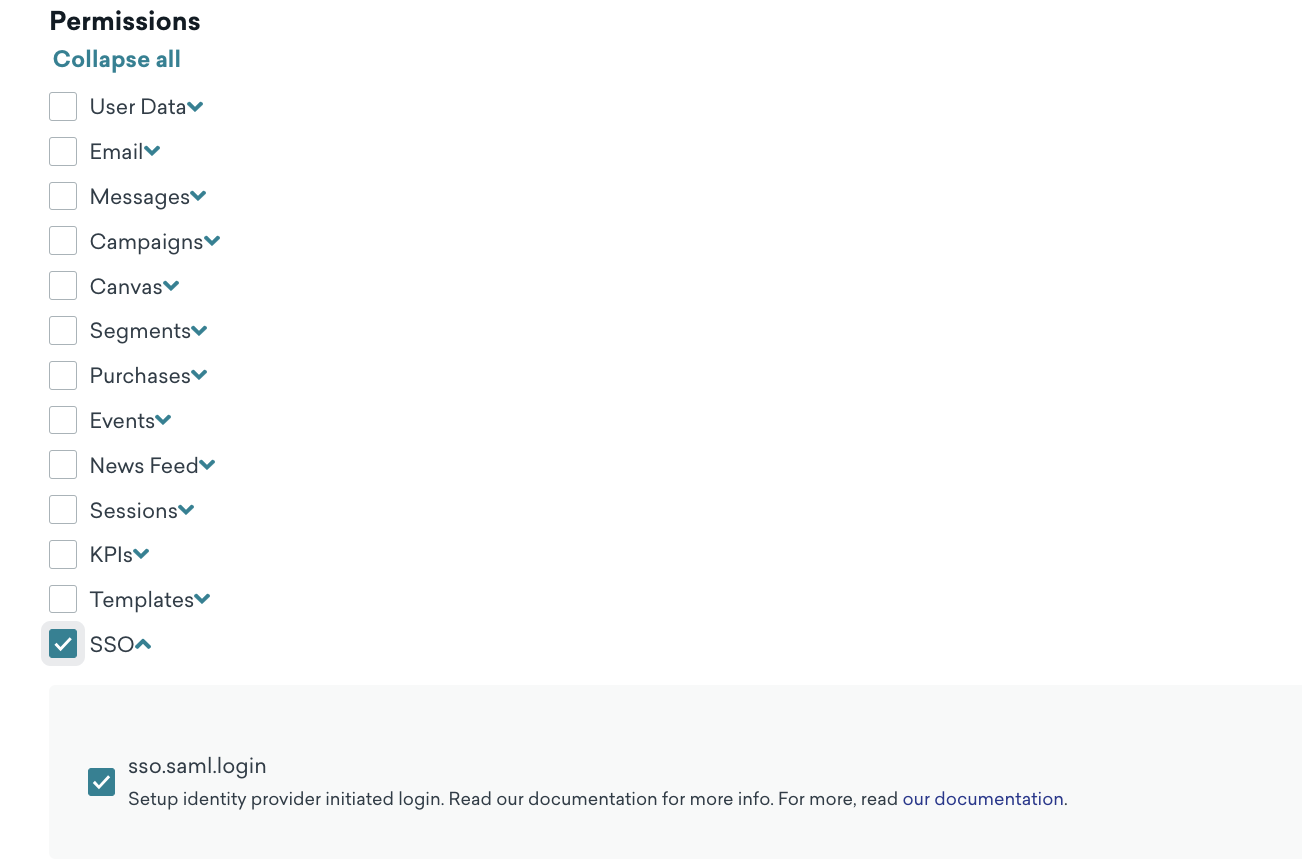 Permissions
Collapse all
User Data
Email
Messages
Campaigns
Canvas
Segments
Purchases
Events
News Feed
Sessions
KPIs
Templates
SSO
sso.saml.login
Setup identity provider initiated login. Read our documentation for more info. For more, read our documentation.